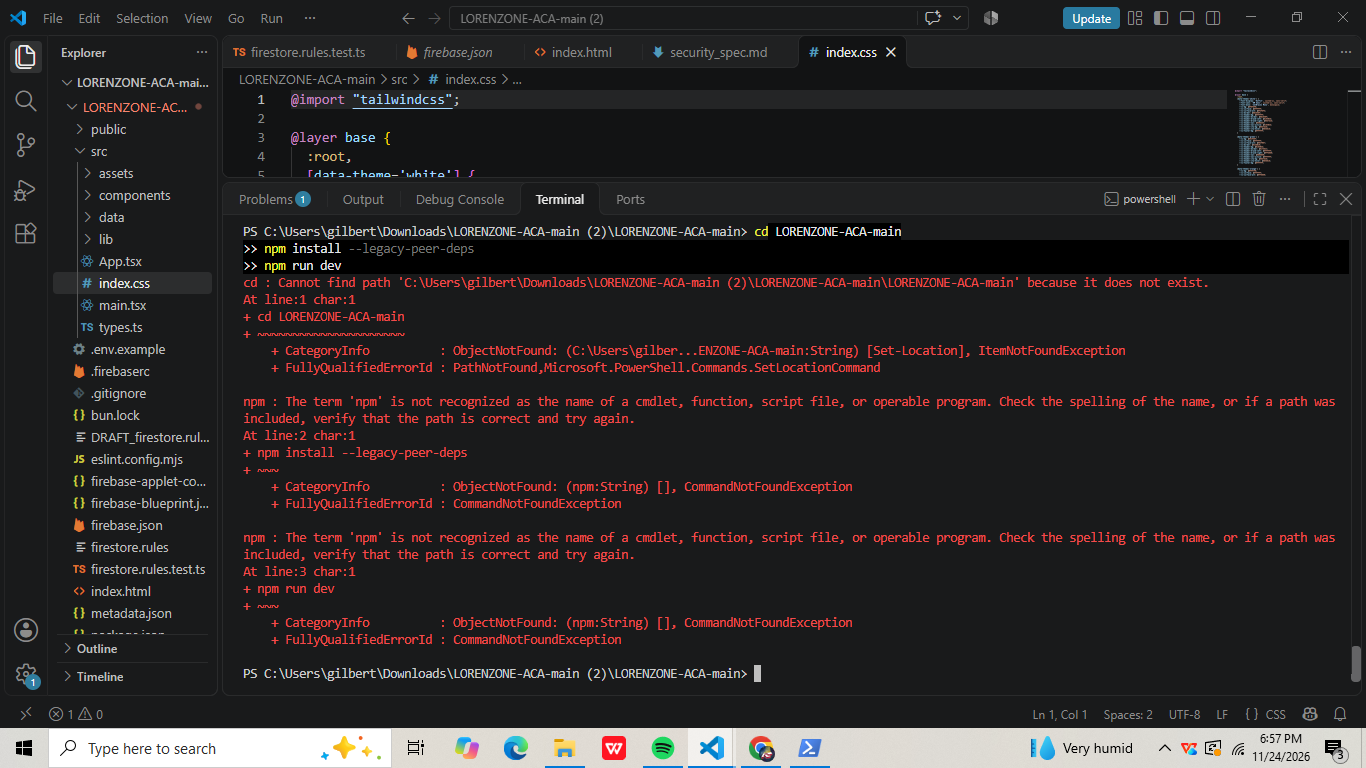 File Edit Selection View Go Run ··· LORENZONE-ACA-main (2) Update
Explorer ···
LORENZONE-ACA-mai...
LORENZONE-AC...
public
src
assets
components
data
lib
App.tsx
# index.css
main.tsx
TS types.ts
.env.example
.firebaserc
.gitignore
{} bun.lock
DRAFT_firestore.rul...
JS eslint.config.mjs
{} firebase-applet-co...
{} firebase-blueprint.j...
firebase.json
firestore.rules
TS firestore.rules.test.ts
<> index.html
{} metadata.json
Outline
Timeline
TS firestore.rules.test.ts firebase.json <> index.html security_spec.md # index.css ···
LORENZONE-ACA-main > src > # index.css > ...
1 @import "tailwindcss";
2
3 @layer base {
4 :root,
5 [data-theme='white'] {
Problems 1 Output Debug Console Terminal Ports powershell ···
PS C:\Users\gilbert\Downloads\LORENZONE-ACA-main (2)\LORENZONE-ACA-main> cd LORENZONE-ACA-main
>> npm install --legacy-peer-deps
>> npm run dev
cd : Cannot find path 'C:\Users\gilbert\Downloads\LORENZONE-ACA-main (2)\LORENZONE-ACA-main\LORENZONE-ACA-main' because it does not exist.
At line:1 char:1
+ cd LORENZONE-ACA-main
+ ~~~~~~~~~~~~~~~~~~~~~
+ CategoryInfo : ObjectNotFound: (C:\Users\gilber...ENZONE-ACA-main:String) [Set-Location], ItemNotFoundException
+ FullyQualifiedErrorId : PathNotFound,Microsoft.PowerShell.Commands.SetLocationCommand
npm : The term 'npm' is not recognized as the name of a cmdlet, function, script file, or operable program. Check the spelling of the name, or if a path was
included, verify that the path is correct and try again.
At line:2 char:1
+ npm install --legacy-peer-deps
+ ~~~
+ CategoryInfo : ObjectNotFound: (npm:String) [], CommandNotFoundException
+ FullyQualifiedErrorId : CommandNotFoundException
npm : The term 'npm' is not recognized as the name of a cmdlet, function, script file, or operable program. Check the spelling of the name, or if a path was
included, verify that the path is correct and try again.
At line:3 char:1
+ npm run dev
+ ~~~
+ CategoryInfo : ObjectNotFound: (npm:String) [], CommandNotFoundException
+ FullyQualifiedErrorId : CommandNotFoundException
PS C:\Users\gilbert\Downloads\LORENZONE-ACA-main (2)\LORENZONE-ACA-main>
1
1 0 Ln 1, Col 1 Spaces: 2 UTF-8 LF {} CSS
Type here to search Very humid 6:57 PM
11/24/2026 3